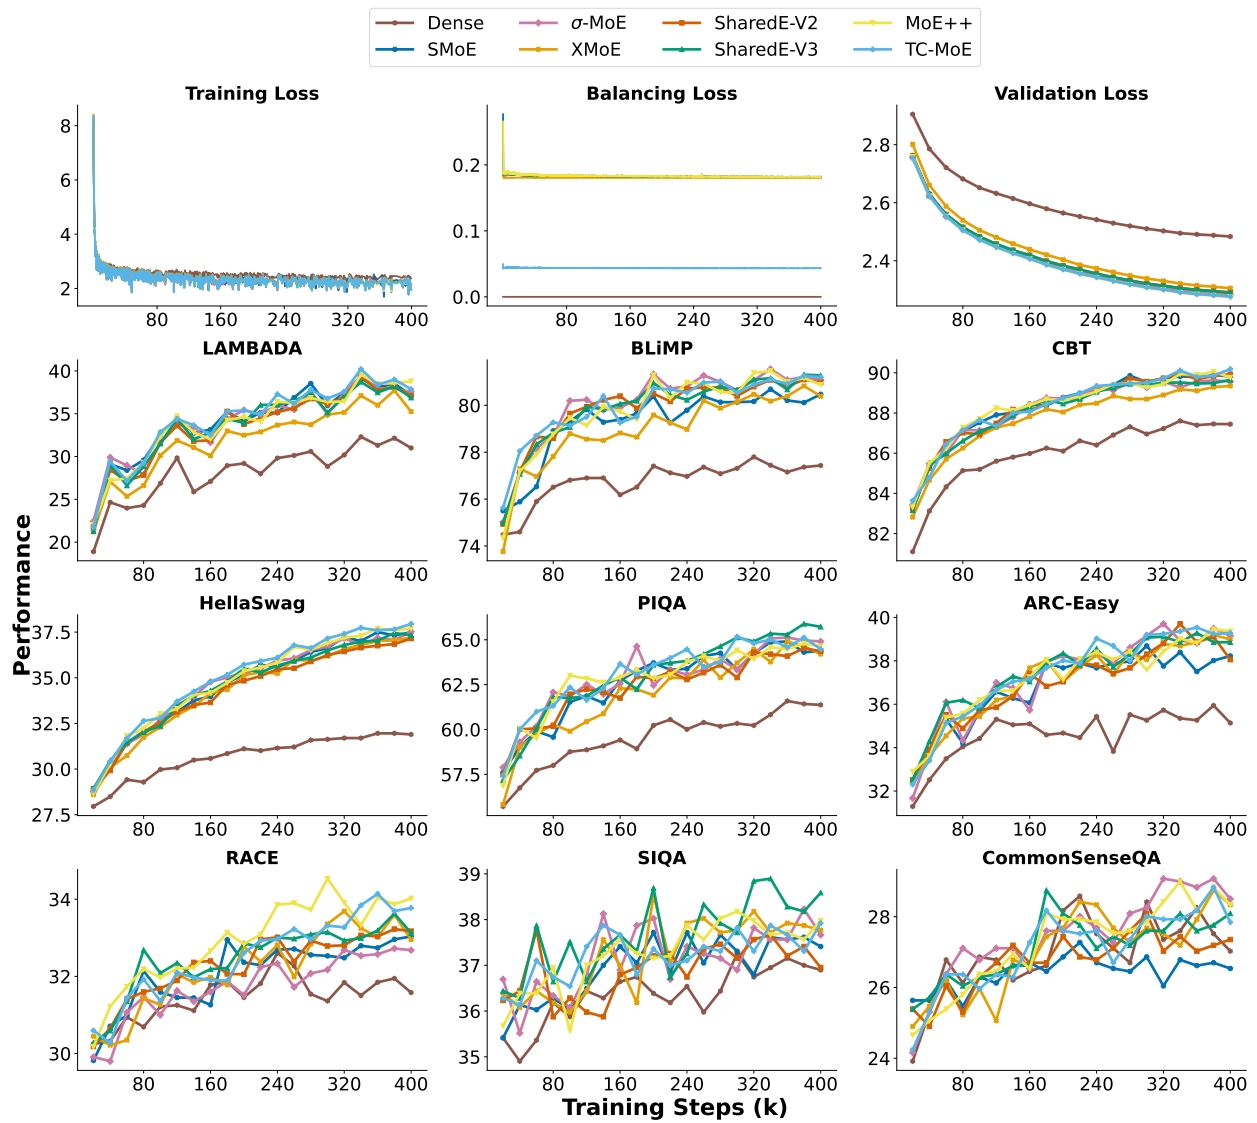 Dense σ-MoE SharedE-V2 MoE++
SMoE XMoE SharedE-V3 TC-MoE
Training Loss Balancing Loss Validation Loss
8
6
4
2
80 160 240 320 400
0.2
0.1
0.0
80 160 240 320 400
2.8
2.6
2.4
80 160 240 320 400
LAMBADA BLiMP CBT
40
35
30
25
20
80 160 240 320 400
80
78
76
74
80 160 240 320 400
90
88
86
84
82
80 160 240 320 400
Performance
HellaSwag PIQA ARC-Easy
37.5
35.0
32.5
30.0
27.5
80 160 240 320 400
65.0
62.5
60.0
57.5
80 160 240 320 400
40
38
36
34
32
80 160 240 320 400
RACE SIQA CommonSenseQA
34
32
30
80 160 240 320 400
39
38
37
36
35
80 160 240 320 400
28
26
24
80 160 240 320 400
Training Steps (k)